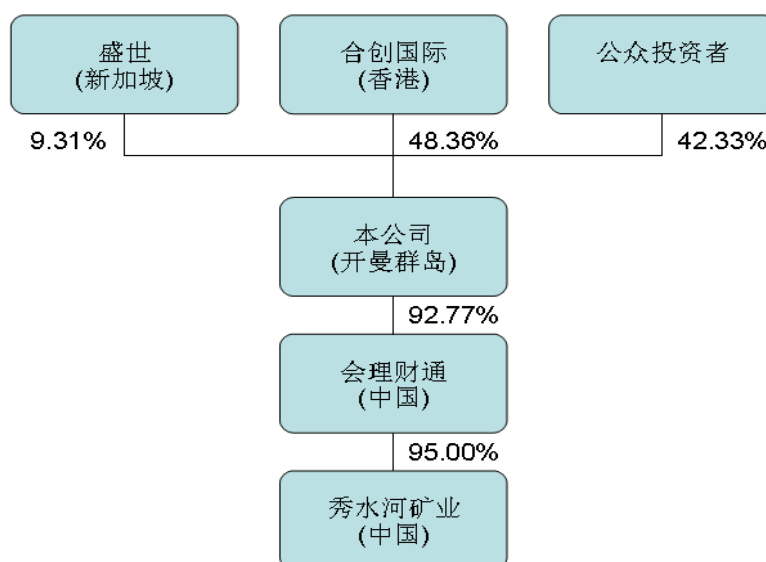 盛世
(新加坡)
合创国际
(香港)
公众投资者
9.31%
48.36%
42.33%
本公司
(开曼群岛)
92.77%
会理财通
(中国)
95.00%
秀水河矿业
(中国)